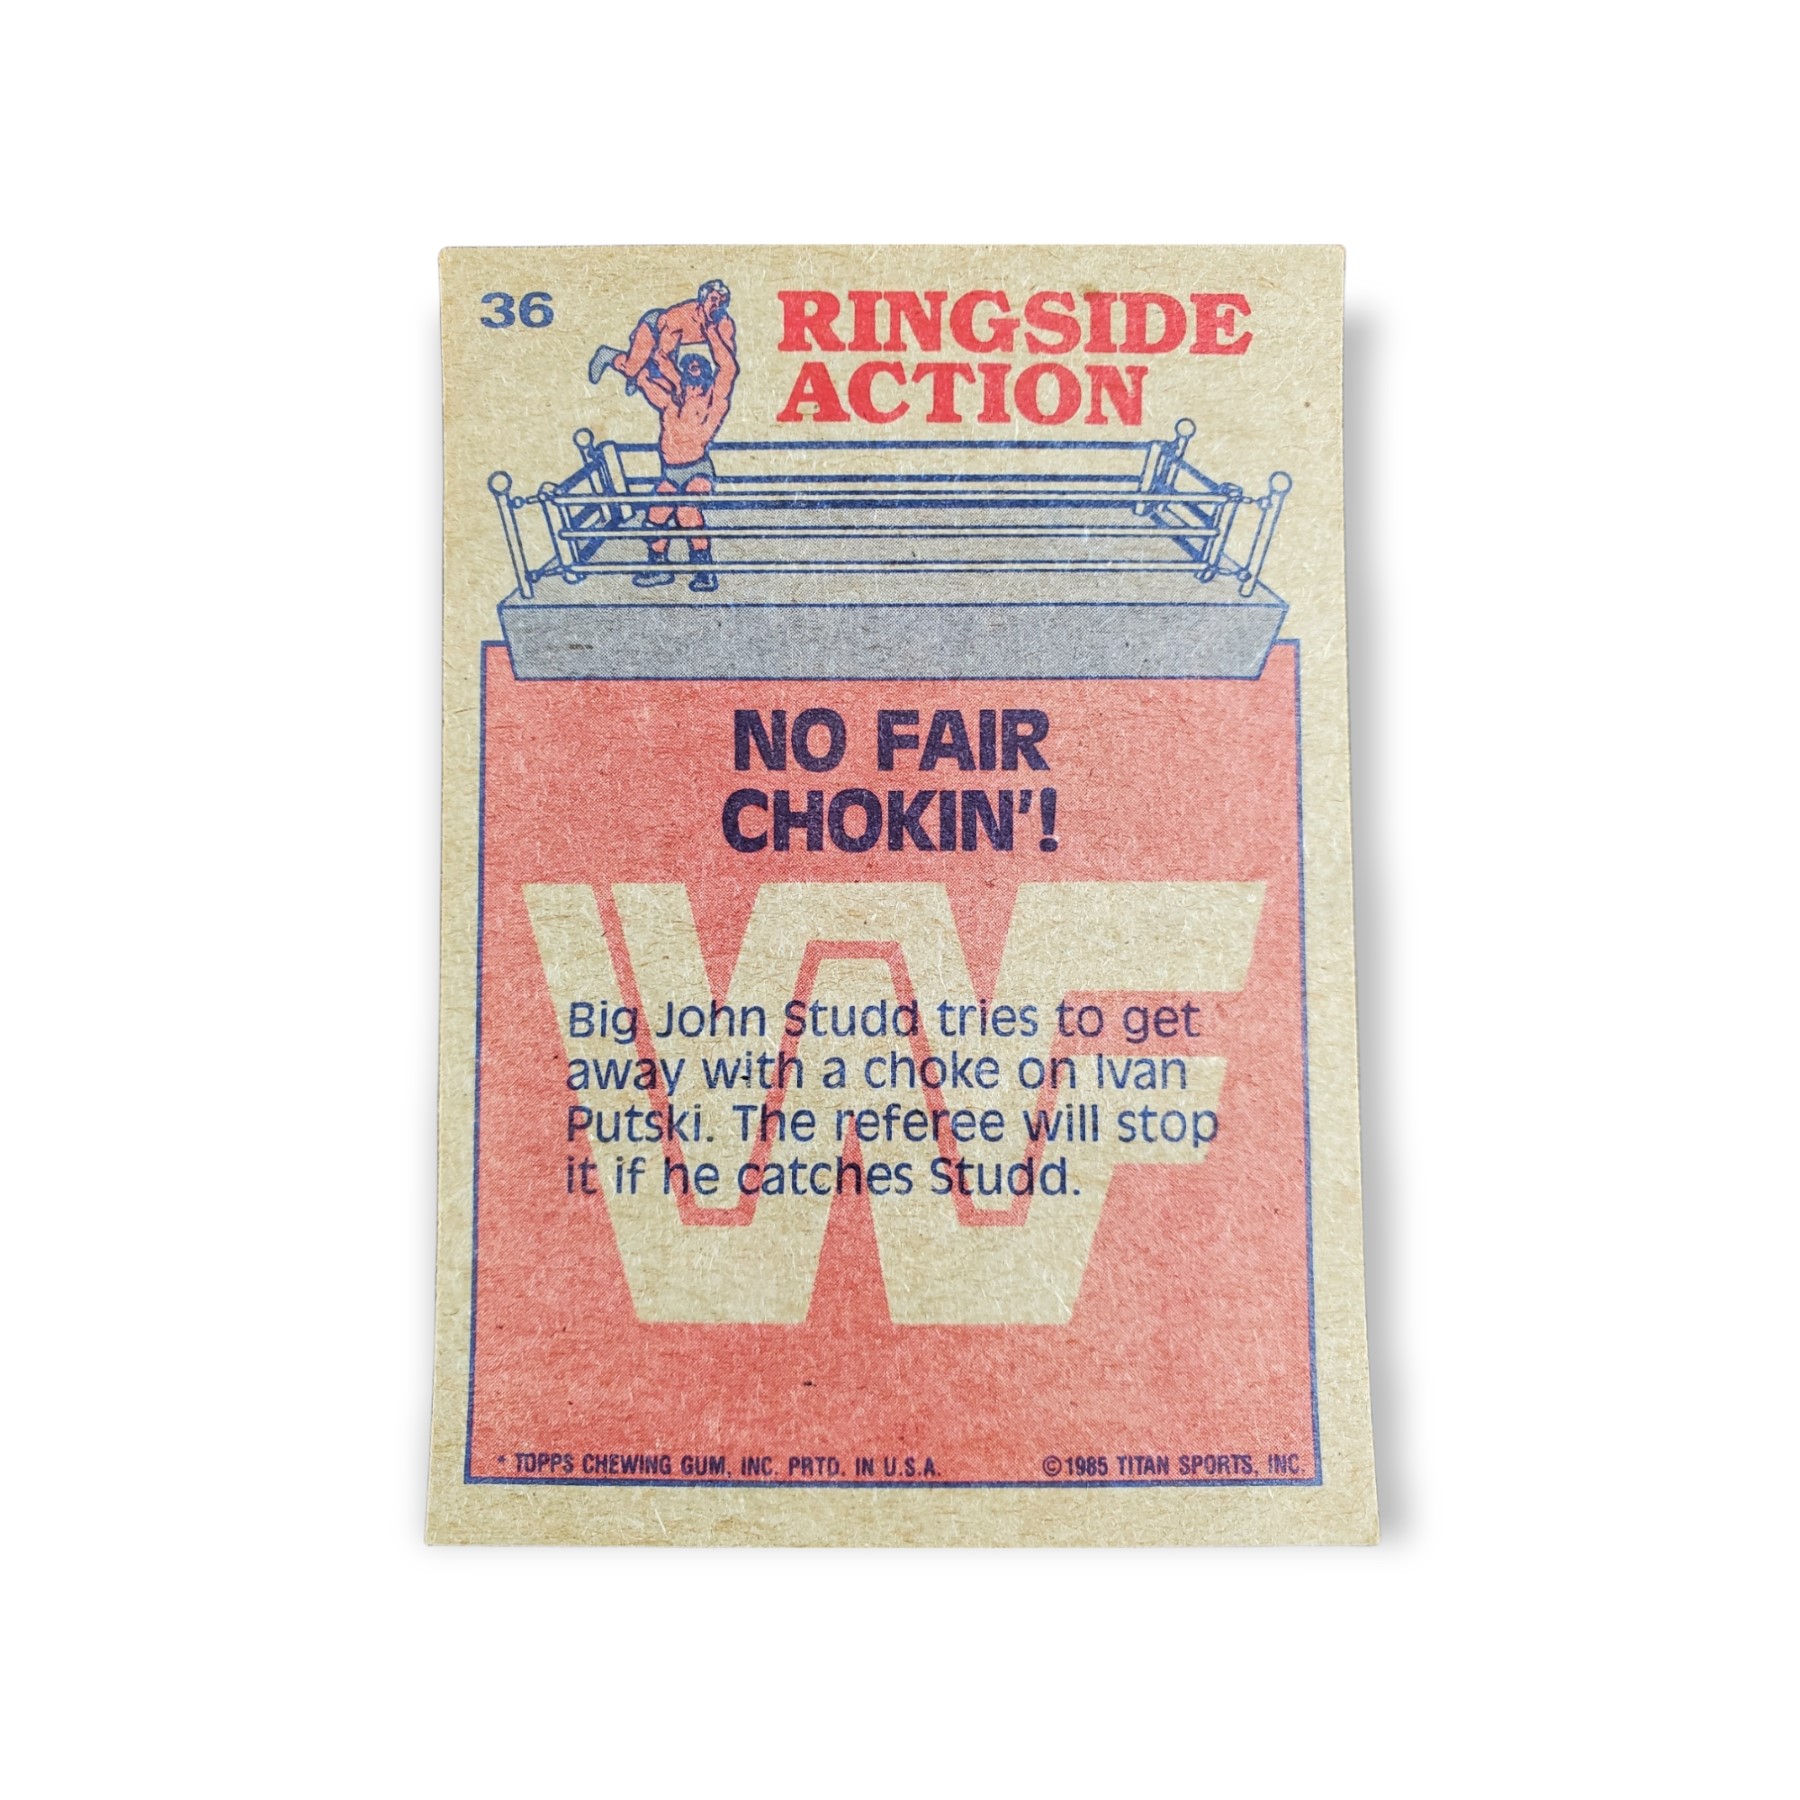 36
RINGSIDE
ACTION
NO FAIR
CHOKIN'!
WF
Big John Studd tries to get
away with a choke on Ivan
Putski. The referee will stop
it if he catches Studd.
* TOPPS CHEWING GUM, INC. PRTD. IN U.S.A.
©1985 TITAN SPORTS, INC.